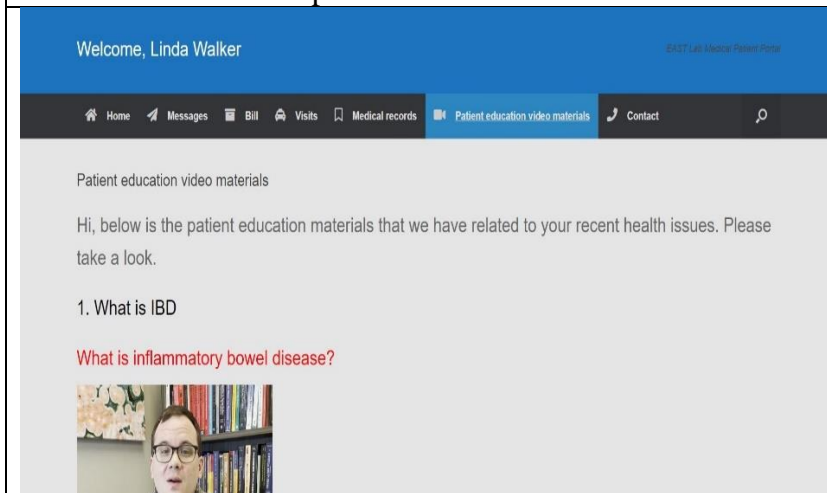 Welcome, Linda Walker
EAST Lab Medical Patient Portal
Home Messages Bill Visits Medical records Patient education video materials Contact
Patient education video materials
Hi, below is the patient education materials that we have related to your recent health issues. Please
take a look.
1. What is IBD
What is inflammatory bowel disease?